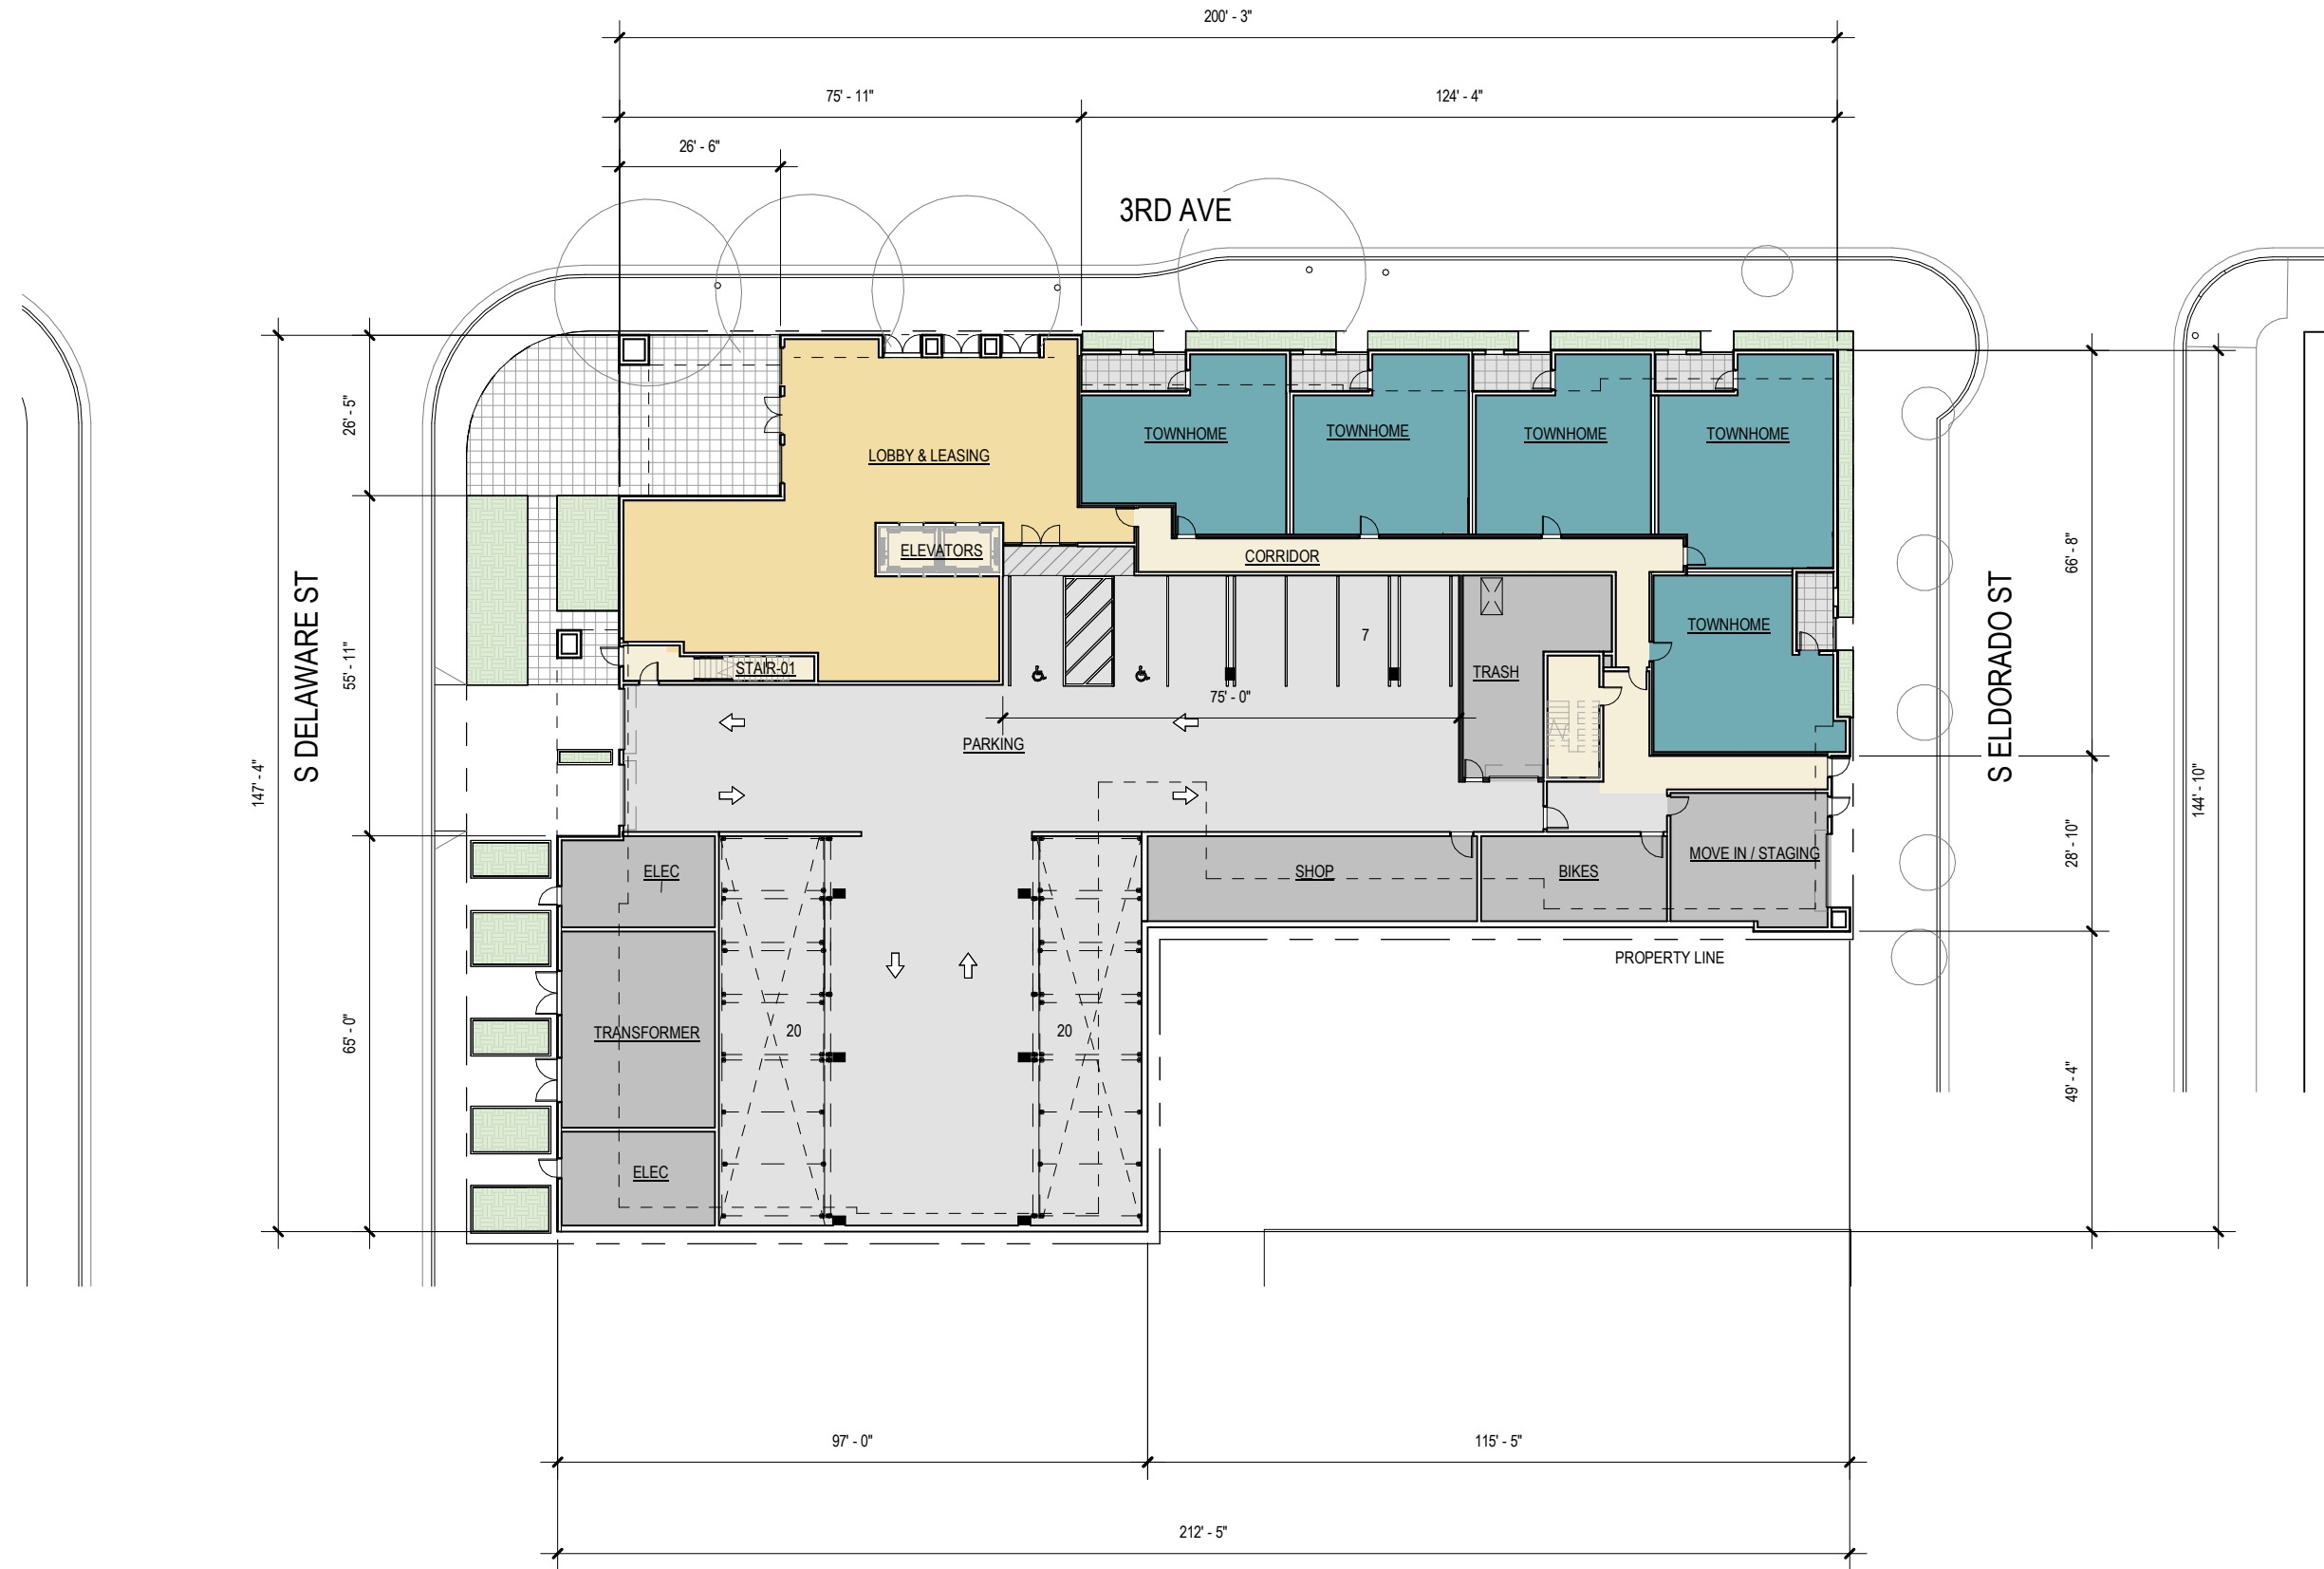 200' - 3"
75' - 11"
124' - 4"
26' - 6"
3RD AVE
26' - 5"
TOWNHOME
TOWNHOME
TOWNHOME
TOWNHOME
LOBBY & LEASING
ELEVATORS
CORRIDOR
66' - 8"
S DELAWARE ST
55' - 11"
TOWNHOME
S ELDORADO ST
7
STAIR-01
TRASH
75' - 0"
PARKING
147' - 4"
144' - 10"
28' - 10"
MOVE IN / STAGING
ELEC
SHOP
BIKES
PROPERTY LINE
65' - 0"
TRANSFORMER
20
20
49' - 4"
ELEC
97' - 0"
115' - 5"
212' - 5"